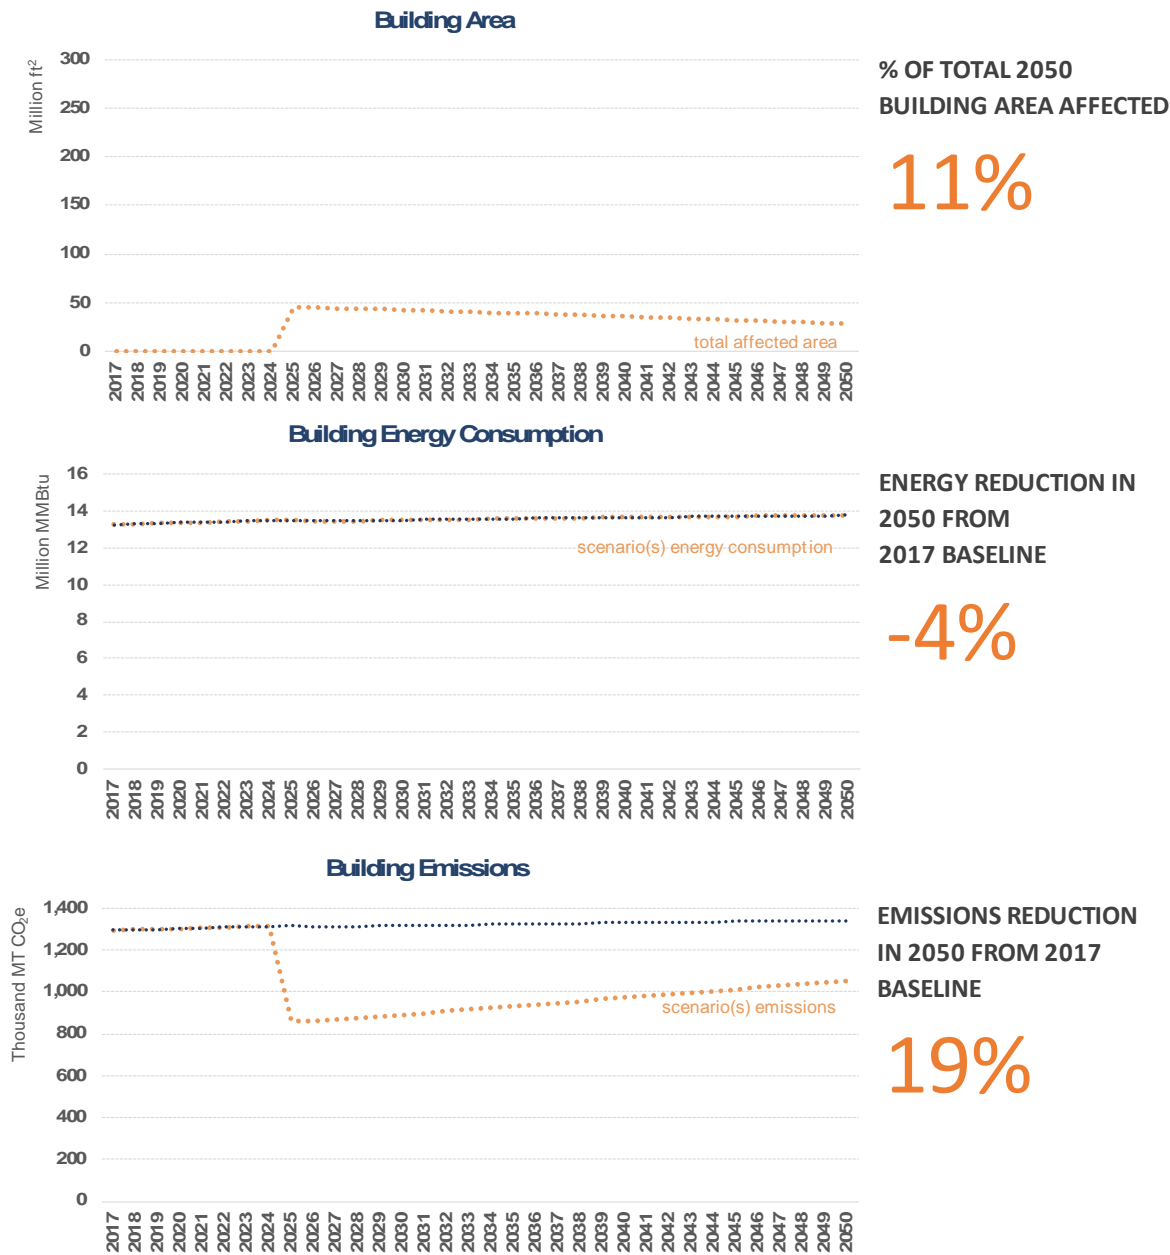 Building Area
Million ft²
300
250
200
150
100
50
0
total affected area
2017 2018 2019 2020 2021 2022 2023 2024 2025 2026 2027 2028 2029 2030 2031 2032 2033 2034 2035 2036 2037 2038 2039 2040 2041 2042 2043 2044 2045 2046 2047 2048 2049 2050
% OF TOTAL 2050
BUILDING AREA AFFECTED
11%
Building Energy Consumption
Million MMBtu
16
14
12
10
8
6
4
2
0
scenario(s) energy consumption
2017 2018 2019 2020 2021 2022 2023 2024 2025 2026 2027 2028 2029 2030 2031 2032 2033 2034 2035 2036 2037 2038 2039 2040 2041 2042 2043 2044 2045 2046 2047 2048 2049 2050
ENERGY REDUCTION IN
2050 FROM
2017 BASELINE
-4%
Building Emissions
Thousand MT CO₂e
1,400
1,200
1,000
800
600
400
200
0
scenario(s) emissions
2017 2018 2019 2020 2021 2022 2023 2024 2025 2026 2027 2028 2029 2030 2031 2032 2033 2034 2035 2036 2037 2038 2039 2040 2041 2042 2043 2044 2045 2046 2047 2048 2049 2050
EMISSIONS REDUCTION
IN 2050 FROM 2017
BASELINE
19%